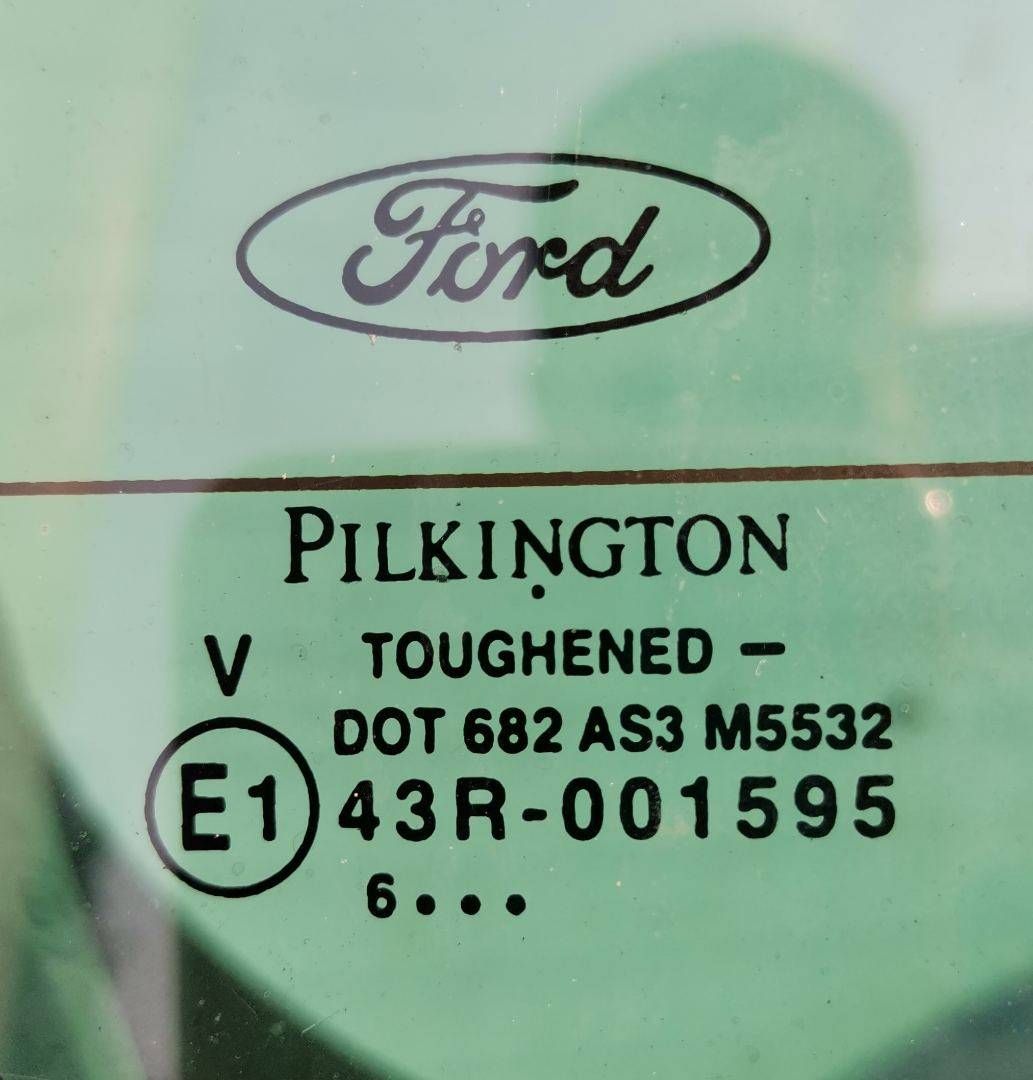 Ford
PILKINGTON
V TOUGHENED –
DOT 682 AS3 M5532
E1 43R-001595
6•••